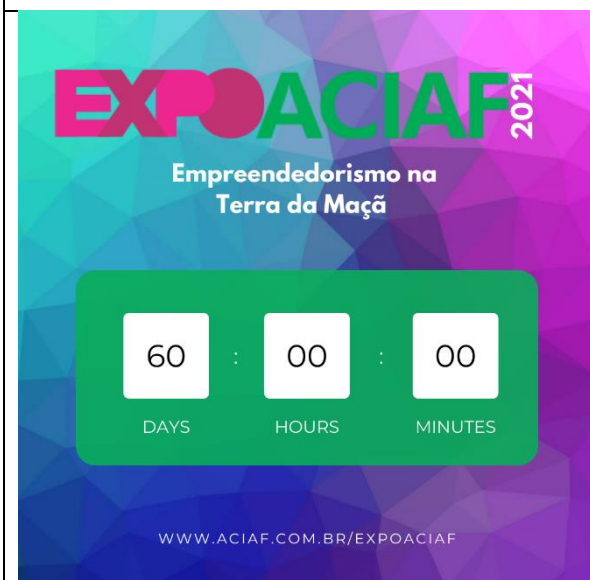 EXPOACIAF 2021
Empreendedorismo na
Terra da Maçã
60 : 00 : 00
DAYS HOURS MINUTES
WWW.ACIAF.COM.BR/EXPOACIAF